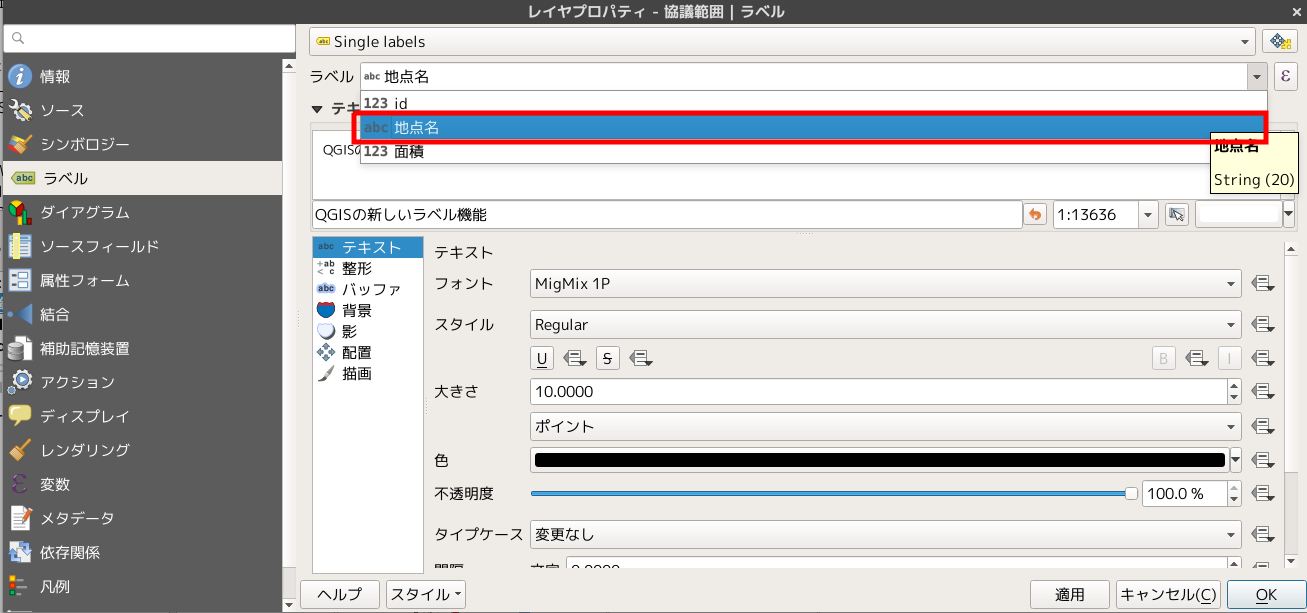 レイヤプロパティ - 協議範囲 | ラベル
Single labels
ラベル abc 地点名
ε
123 id
abc 地点名
123 面積
地点名
String (20)
▼ テキ
QGISの
QGISの新しいラベル機能
1:13636
情報
ソース
シンボロジー
abc ラベル
ダイアグラム
ソースフィールド
属性フォーム
結合
補助記憶装置
アクション
ディスプレイ
レンダリング
変数
メタデータ
依存関係
凡例
abc テキスト
+ab < c 整形
abc バッファ
背景
影
配置
描画
テキスト
フォント MigMix 1P
スタイル Regular
U S B I
大きさ 10.0000
ポイント
色
不透明度 100.0 %
タイプケース 変更なし
間隔 文字 0.0000
ヘルプ スタイル 適用 キャンセル(C) OK